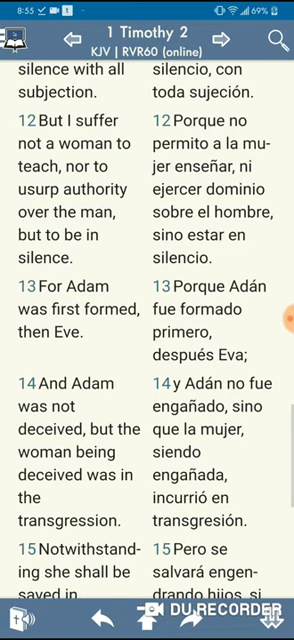 8:55
69%
1 Timothy 2
KJV | RVR60 (online)
silence with all
subjection.
12 But I suffer
not a woman to
teach, nor to
usurp authority
over the man,
but to be in
silence.
13 For Adam
was first formed,
then Eve.
14 And Adam
was not
deceived, but the
woman being
deceived was in
the
transgression.
15 Notwithstand-
ing she shall be
saved in
silencio, con
toda sujeción.
12 Porque no
permito a la mu-
jer enseñar, ni
ejercer dominio
sobre el hombre,
sino estar en
silencio.
13 Porque Adán
fue formado
primero,
después Eva;
14 y Adán no fue
engañado, sino
que la mujer,
siendo
engañada,
incurrió en
transgresión.
15 Pero se
salvará engen-
drando hijos, si
DU RECORDER